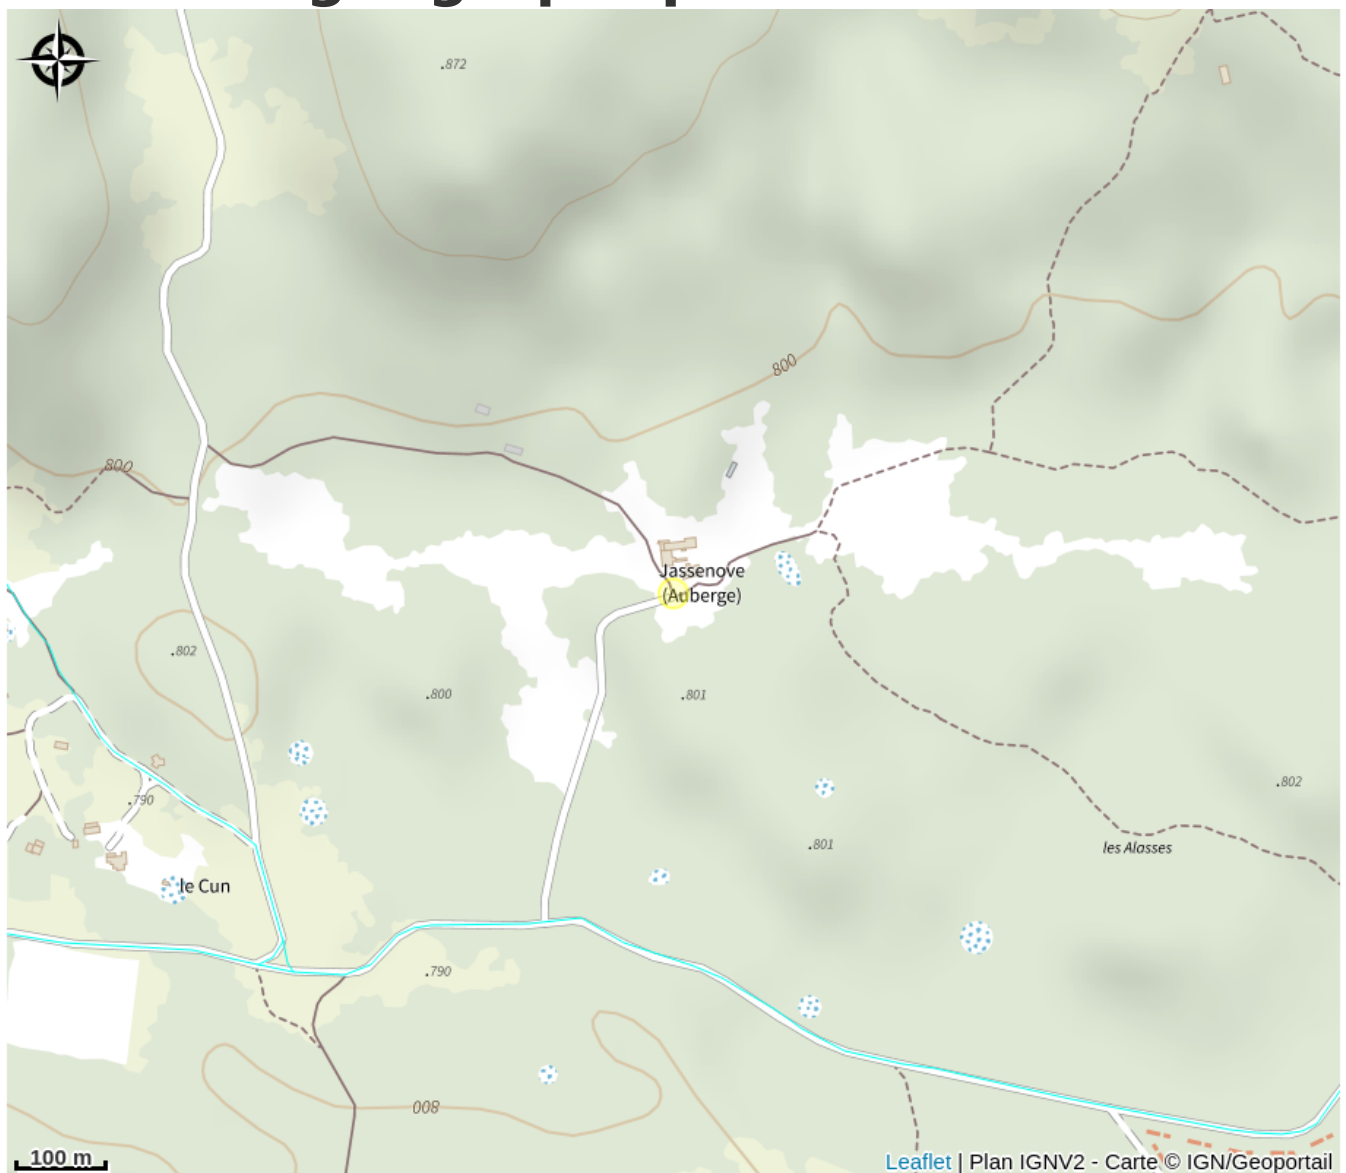 .872
800
800
Jassenove
(Auberge)
.802
.800
.801
.802
.790
.801
les Alasses
le Cun
.790
800
100 m
Leaflet | Plan IGNV2 - Carte © IGN/Geoportail